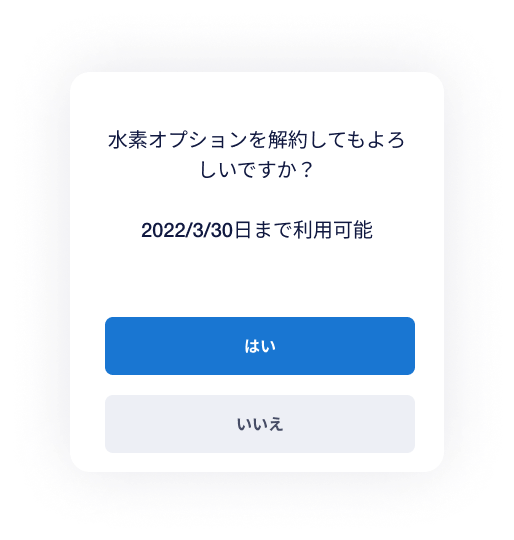 水素オプションを解約してもよろ
しいですか？
2022/3/30日まで利用可能
はい
いいえ